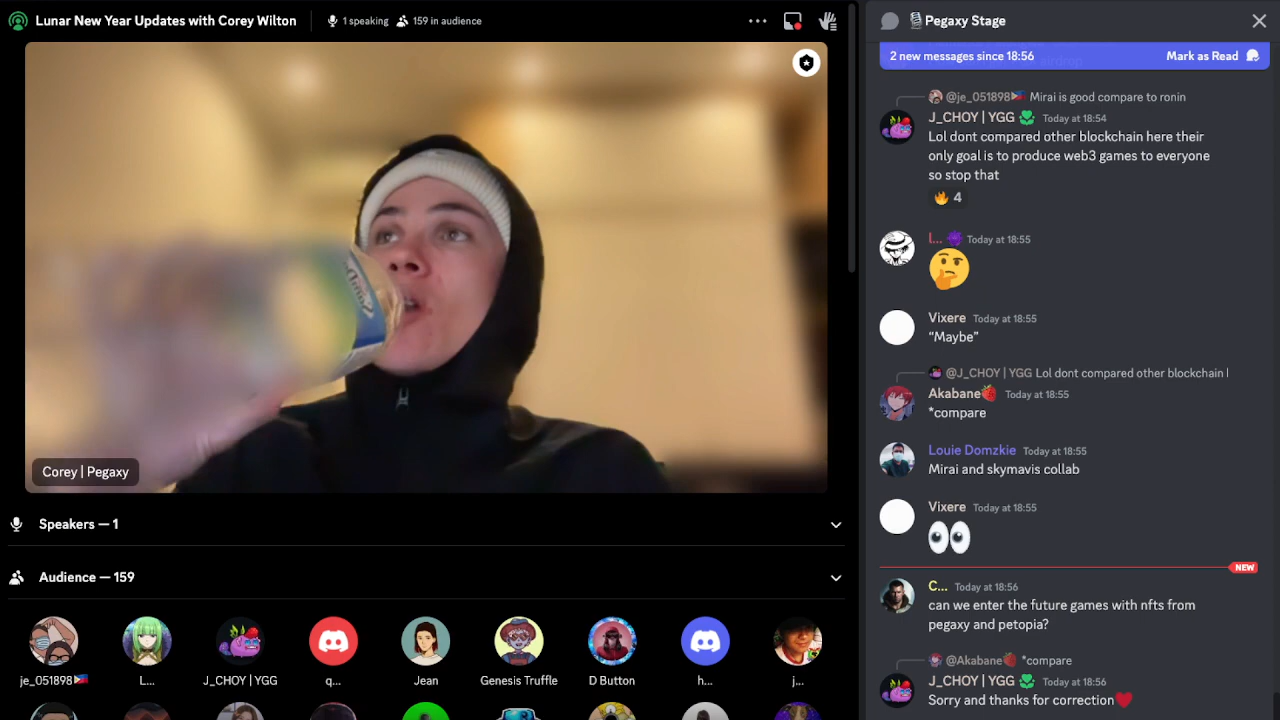 Lunar New Year Updates with Corey Wilton
1 speaking
159 in audience
Corey | Pegaxy
Speakers — 1
Audience — 159
je_051898🇵🇭
L...
J_CHOY | YGG
q...
Jean
Genesis Truffle
D Button
h...
j...
Pegaxy Stage
2 new messages since 18:56
Mark as Read
@je_051898🇵🇭 Mirai is good compare to ronin
J_CHOY | YGG Today at 18:54
Lol dont compared other blockchain here their
only goal is to produce web3 games to everyone
so stop that
🔥 4
l... Today at 18:55
🤔
Vixere Today at 18:55
“Maybe”
@J_CHOY | YGG Lol dont compared other blockchain
Akabane🍓 Today at 18:55
*compare
Louie Domzkie Today at 18:55
Mirai and skymavis collab
Vixere Today at 18:55
👀
NEW
C... Today at 18:56
can we enter the future games with nfts from
pegaxy and petopia?
@Akabane🍓 *compare
J_CHOY | YGG Today at 18:56
Sorry and thanks for correction❤️